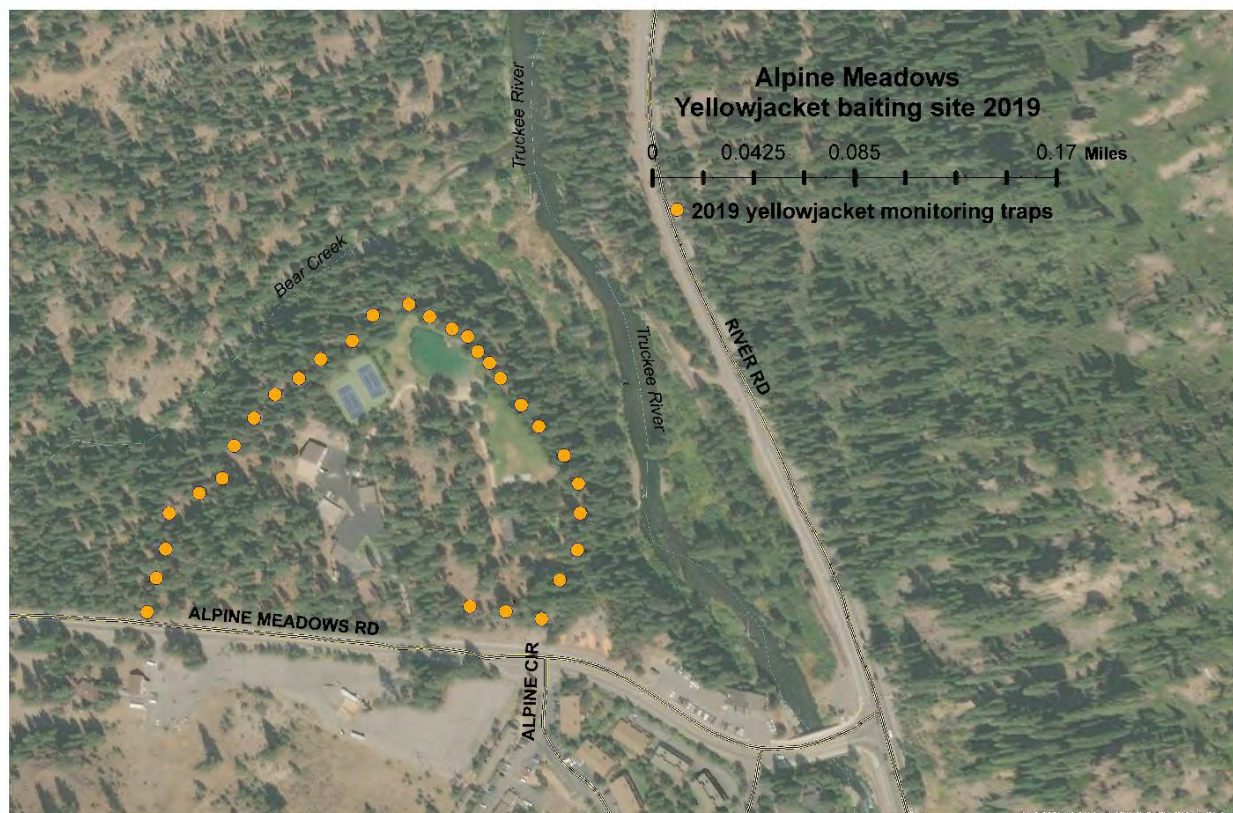 Alpine Meadows
Yellowjacket baiting site 2019
0 0.0425 0.085 0.17 Miles
2019 yellowjacket monitoring traps
Truckee River
Bear Creek
Truckee River
RIVER RD
ALPINE MEADOWS RD
ALPINE CIR